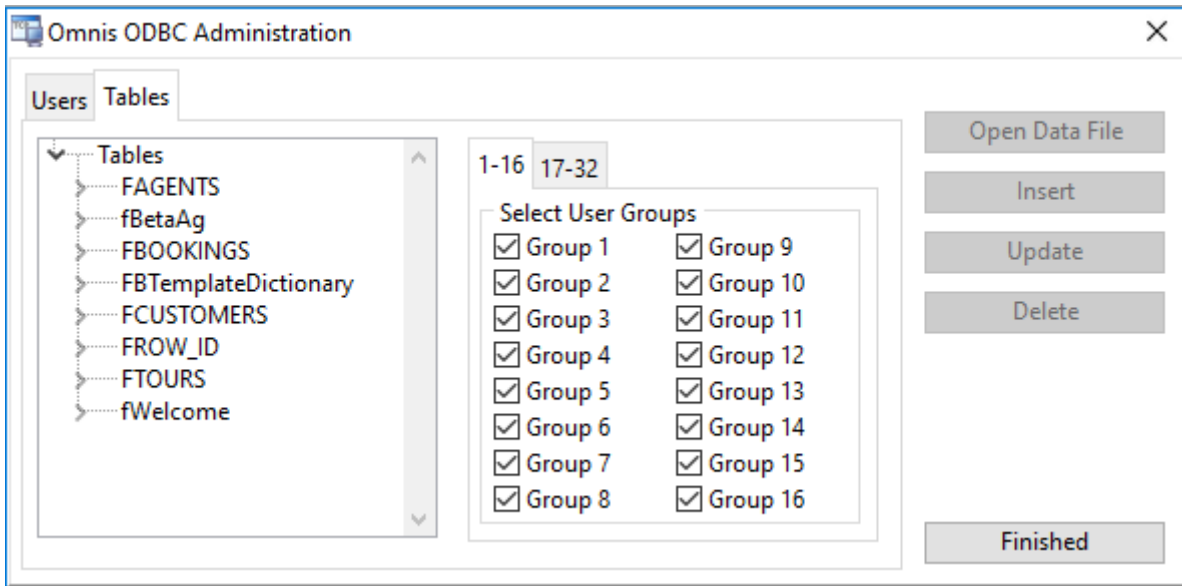 Omnis ODBC Administration
Users
Tables
Tables
FAGENTS
fBetaAg
FBOOKINGS
FBTemplateDictionary
FCUSTOMERS
FROW_ID
FTOURS
fWelcome
1-16
17-32
Select User Groups
Group 1
Group 2
Group 3
Group 4
Group 5
Group 6
Group 7
Group 8
Group 9
Group 10
Group 11
Group 12
Group 13
Group 14
Group 15
Group 16
Open Data File
Insert
Update
Delete
Finished